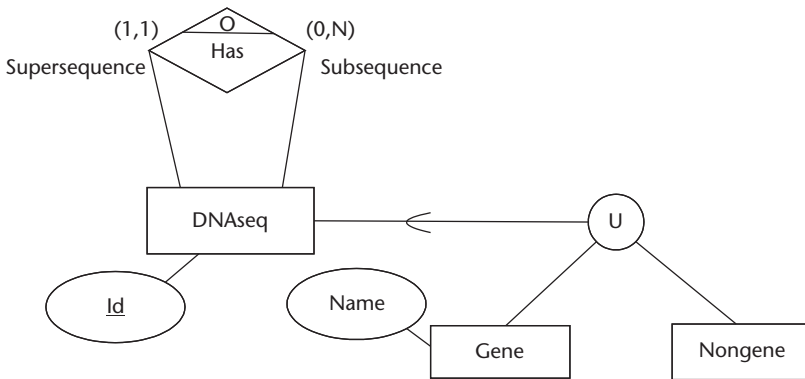 O
(1,1)
(0,N)
Has
Supersequence
Subsequence
DNAseq
U
Id
Name
Gene
Nongene